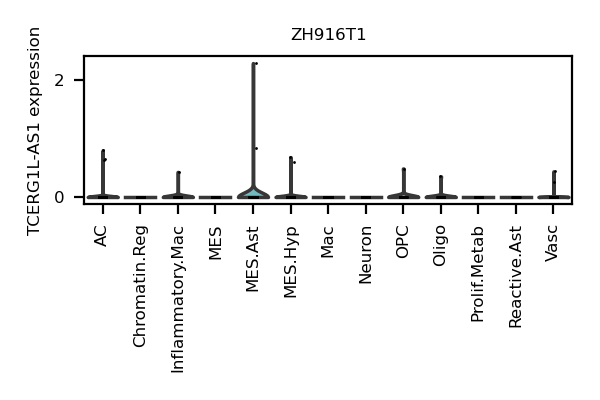 ZH916T1
TCERG1L-AS1 expression
2
0
AC
Chromatin.Reg
Inflammatory.Mac
MES
MES.Ast
MES.Hyp
Mac
Neuron
OPC
Oligo
Prolif.Metab
Reactive.Ast
Vasc